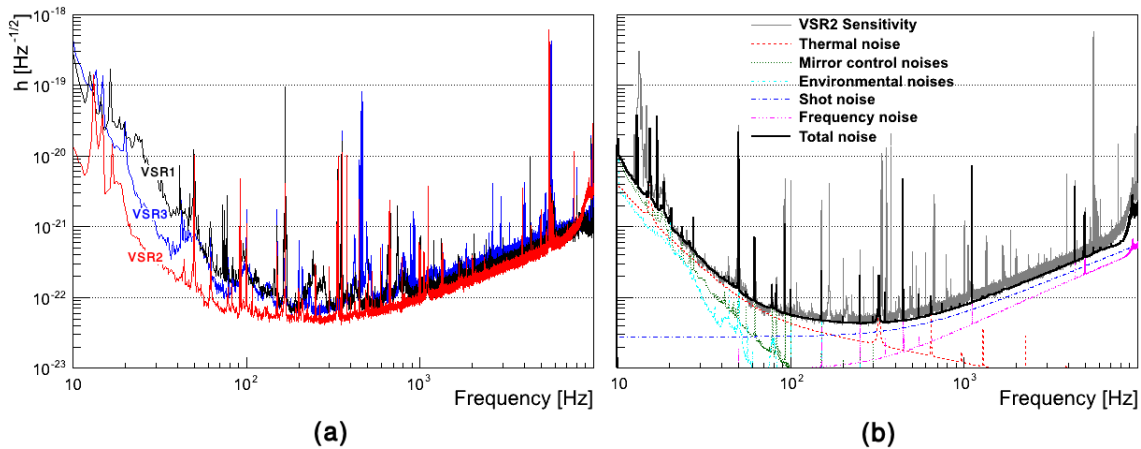 h [Hz^-1/2]
10^-18
10^-19
10^-20
10^-21
10^-22
10^-23
VSR1
VSR3
VSR2
10
10^2
10^3
Frequency [Hz]
(a)
VSR2 Sensitivity
Thermal noise
Mirror control noises
Environmental noises
Shot noise
Frequency noise
Total noise
10
10^2
10^3
Frequency [Hz]
(b)